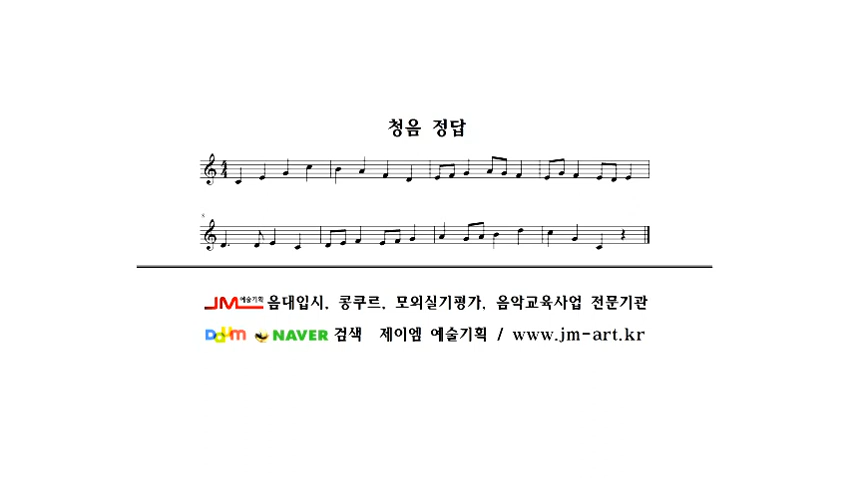 청음 정답
JM 예술기획 음대입시, 콩쿠르, 모의실기평가, 음악교육사업 전문기관
Daum NAVER 검색 제이엠 예술기획 / www.jm-art.kr